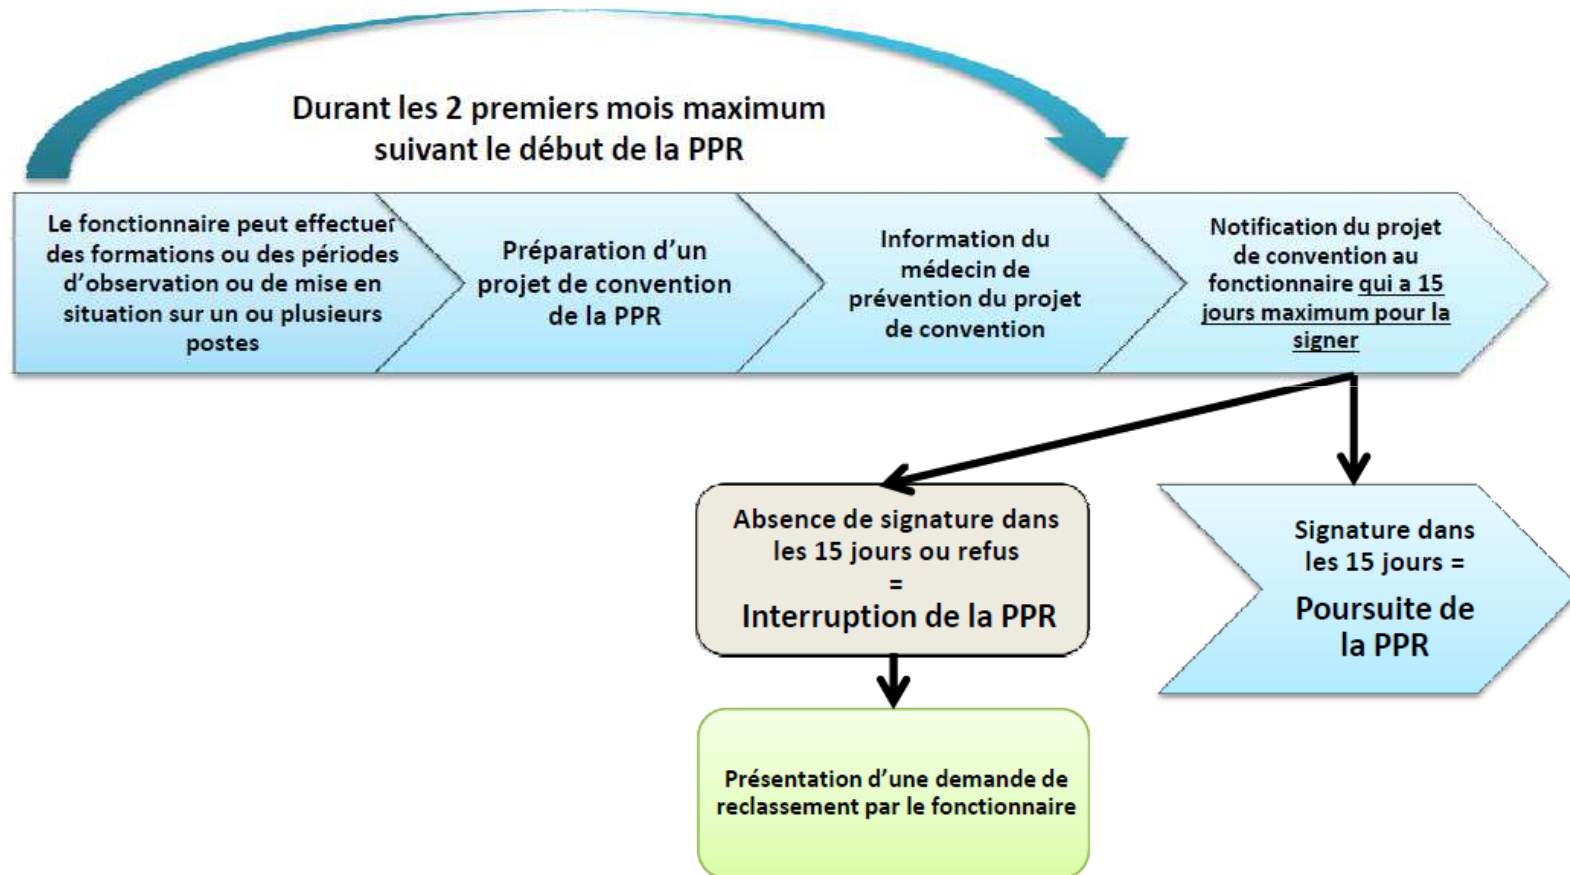 Durant les 2 premiers mois maximum
suivant le début de la PPR
Le fonctionnaire peut effectuer
des formations ou des périodes
d’observation ou de mise en
situation sur un ou plusieurs
postes
Préparation d’un
projet de convention
de la PPR
Information du
médecin de
prévention du projet
de convention
Notification du projet
de convention au
fonctionnaire qui a 15
jours maximum pour la
signer
Absence de signature dans
les 15 jours ou refus
=
Interruption de la PPR
Signature dans
les 15 jours =
Poursuite de
la PPR
Présentation d’une demande de
reclassement par le fonctionnaire